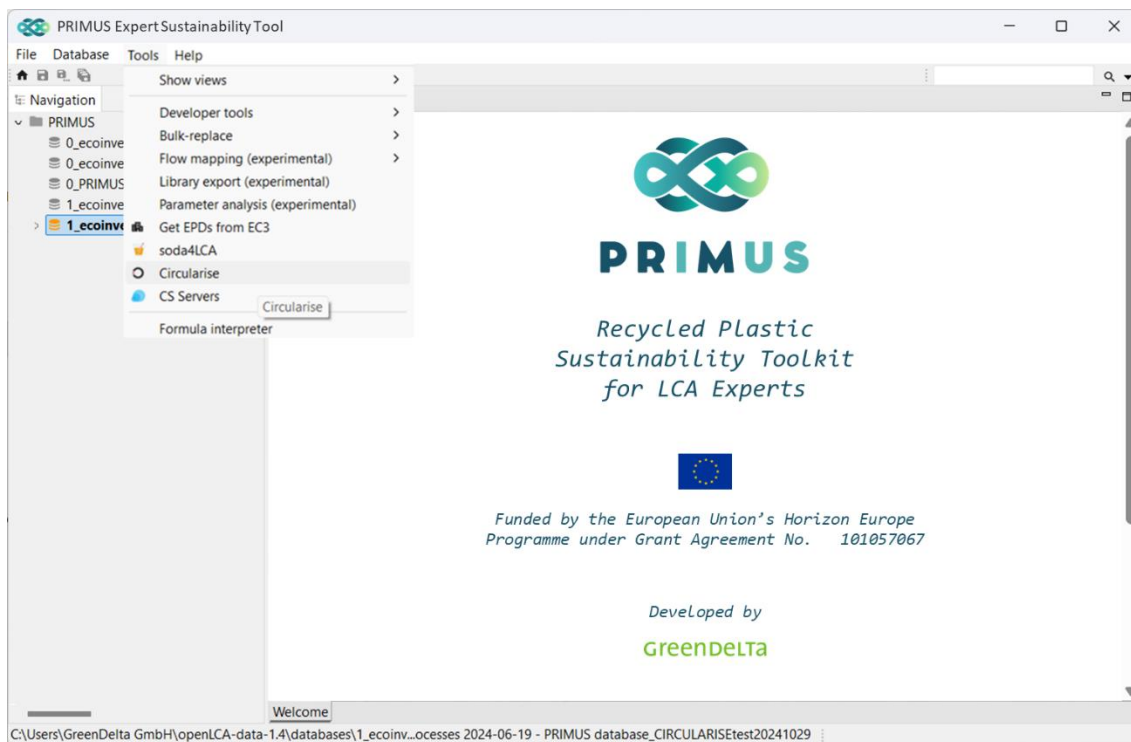 PRIMUS Expert Sustainability Tool
File Database Tools Help
Navigation
PRIMUS
0_ecoinve
0_ecoinve
0_PRIMUS
1_ecoinve
1_ecoinve
Show views
Developer tools
Bulk-replace
Flow mapping (experimental)
Library export (experimental)
Parameter analysis (experimental)
Get EPDs from EC3
soda4LCA
Circularise
CS Servers
Circularise
Formula interpreter
PRIMUS
Recycled Plastic
Sustainability Toolkit
for LCA Experts
Funded by the European Union's Horizon Europe
Programme under Grant Agreement No. 101057067
Developed by
GreenDelta
Welcome
C:\Users\GreenDelta GmbH\openLCA-data-1.4\databases\1_ecoinv...ocesses 2024-06-19 - PRIMUS database_CIRCULARISEtest20241029